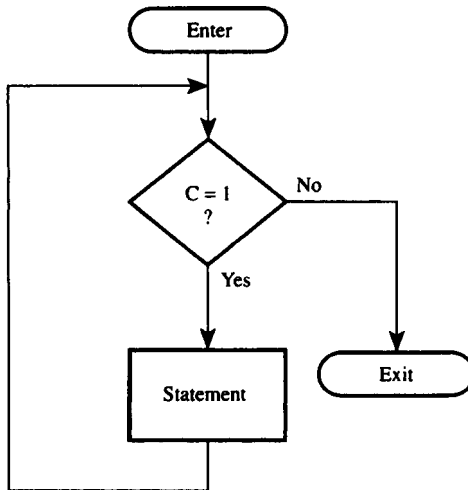 Enter
C = 1
?
No
Yes
Statement
Exit